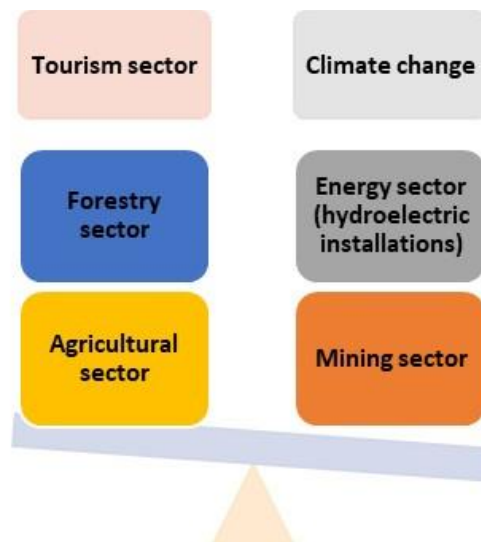 Tourism sector
Climate change
Forestry
sector
Energy sector
(hydroelectric
installations)
Agricultural
sector
Mining sector